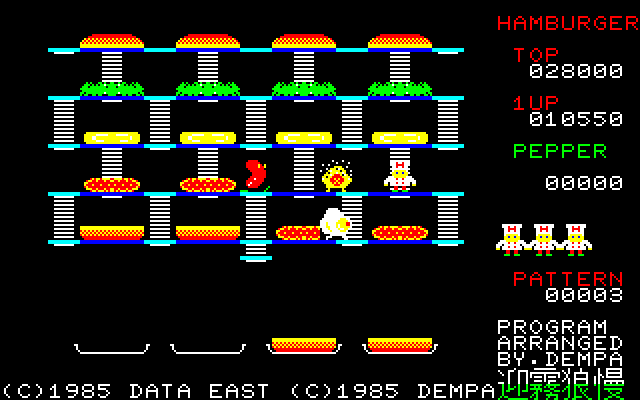 HAMBURGER
TOP
028000
1UP
010550
PEPPER
00000
PATTERN
00003
PROGRAM
ARRANGED
BY.DEMPA
(C)1985 DATA EAST (C)1985 DEMPA